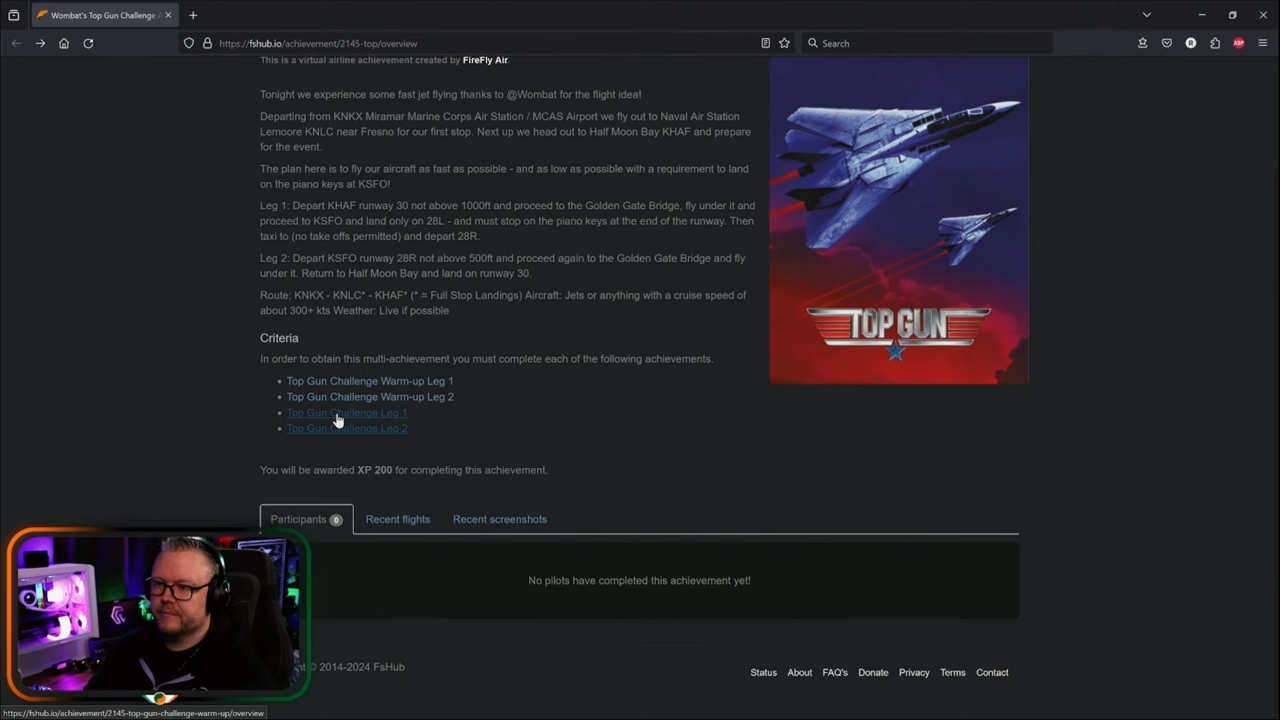 Wombat's Top Gun Challenge
https://fshub.io/achievement/2145-top/overview
Search
R
ABP
This is a virtual airline achievement created by FireFly Air.
Tonight we experience some fast jet flying thanks to @Wombat for the flight idea!
Departing from KNKX Miramar Marine Corps Air Station / MCAS Airport we fly out to Naval Air Station
Lemoore KNLC near Fresno for our first stop. Next up we head out to Half Moon Bay KHAF and prepare
for the event.
The plan here is to fly our aircraft as fast as possible - and as low as possible with a requirement to land
on the piano keys at KSFO!
Leg 1: Depart KHAF runway 30 not above 1000ft and proceed to the Golden Gate Bridge, fly under it and
proceed to KSFO and land only on 28L - and must stop on the piano keys at the end of the runway. Then
taxi to (no take offs permitted) and depart 28R.
Leg 2: Depart KSFO runway 28R not above 500ft and proceed again to the Golden Gate Bridge and fly
under it. Return to Half Moon Bay and land on runway 30.
Route: KNKX - KNLC* - KHAF* (* = Full Stop Landings) Aircraft: Jets or anything with a cruise speed of
about 300+ kts Weather: Live if possible
TOP GUN
Criteria
In order to obtain this multi-achievement you must complete each of the following achievements.
• Top Gun Challenge Warm-up Leg 1
• Top Gun Challenge Warm-up Leg 2
• Top Gun Challenge Leg 1
• Top Gun Challenge Leg 2
You will be awarded XP 200 for completing this achievement.
Participants 0 Recent flights Recent screenshots
No pilots have completed this achievement yet!
© 2014-2024 FsHub
Status About FAQ's Donate Privacy Terms Contact
https://fshub.io/achievement/2145-top-gun-challenge-warm-up/overview